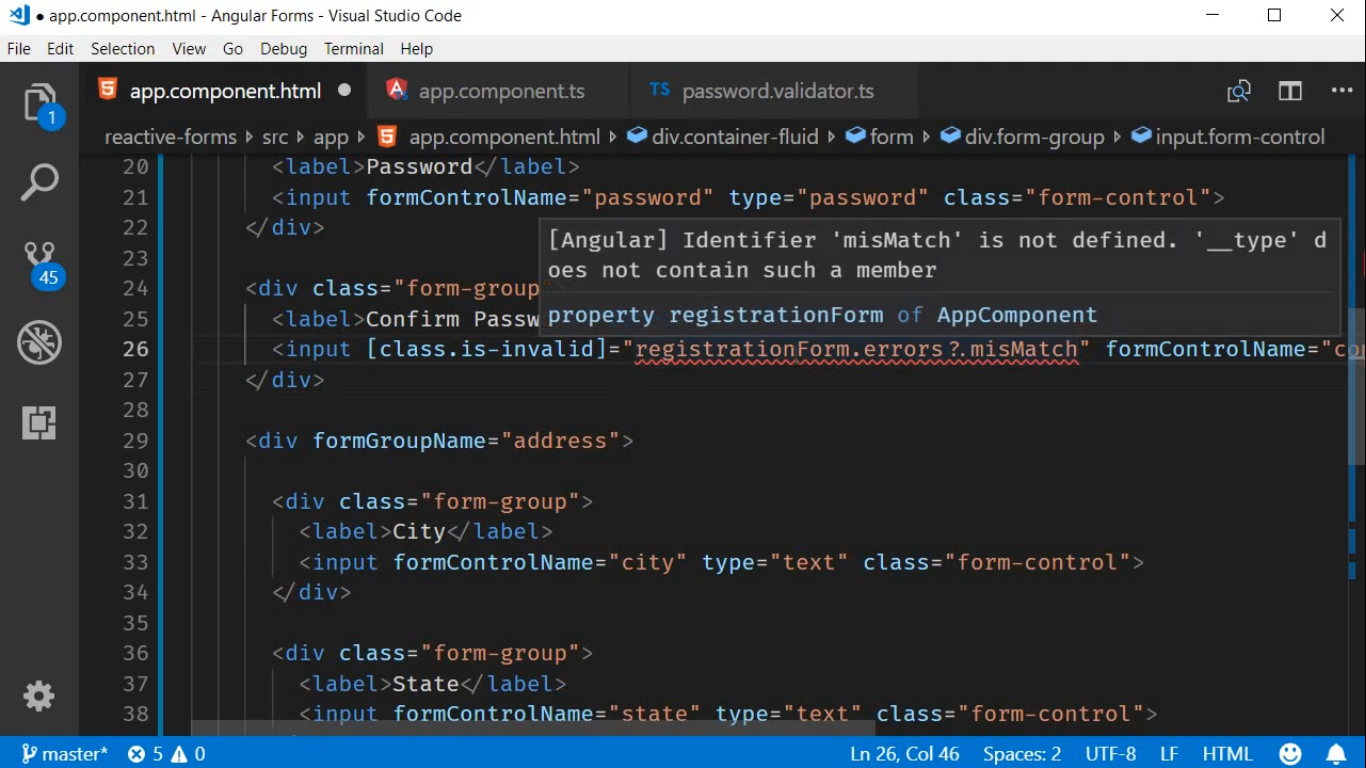 app.component.html - Angular Forms - Visual Studio Code
File Edit Selection View Go Debug Terminal Help
app.component.html app.component.ts TS password.validator.ts
reactive-forms src app app.component.html div.container-fluid form div.form-group input.form-control
20 <label>Password</label>
21 <input formControlName="password" type="password" class="form-control">
22 </div>
23
24 <div class="form-group
25 <label>Confirm Passw
26 <input [class.is-invalid]="registrationForm.errors?.misMatch" formControlName="co
27 </div>
28
29 <div formGroupName="address">
30
31 <div class="form-group">
32 <label>City</label>
33 <input formControlName="city" type="text" class="form-control">
34 </div>
35
36 <div class="form-group">
37 <label>State</label>
38 <input formControlName="state" type="text" class="form-control">
[Angular] Identifier 'misMatch' is not defined. '__type' d
oes not contain such a member
property registrationForm of AppComponent
1
45
master* 5 0 Ln 26, Col 46 Spaces: 2 UTF-8 LF HTML